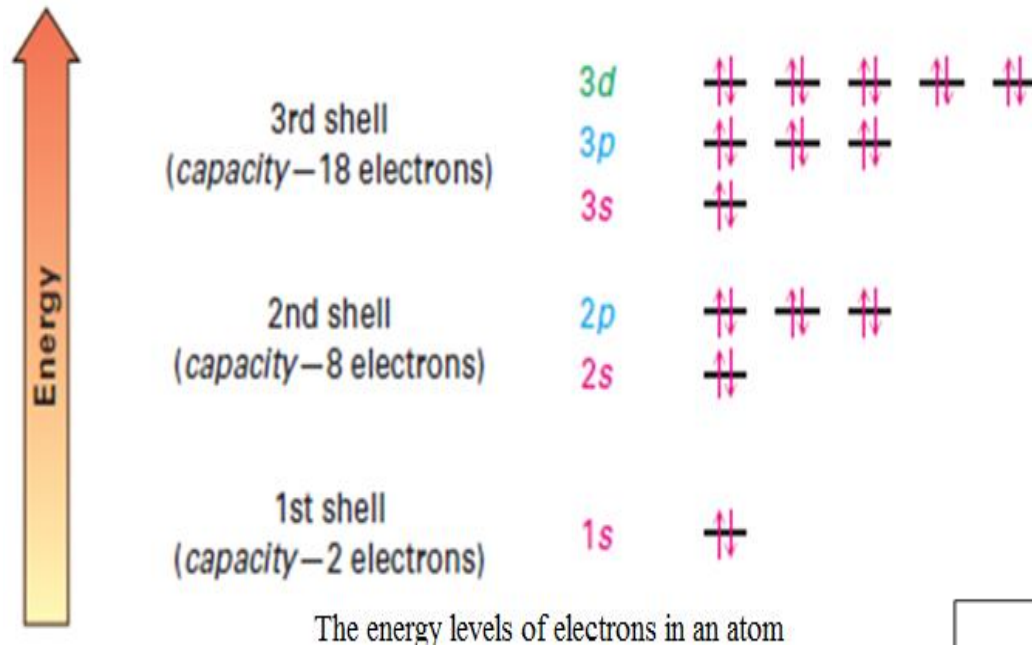 3d
3rd shell
(capacity—18 electrons)
3p
3s
Energy
2nd shell
(capacity—8 electrons)
2p
2s
1st shell
(capacity—2 electrons)
1s
The energy levels of electrons in an atom